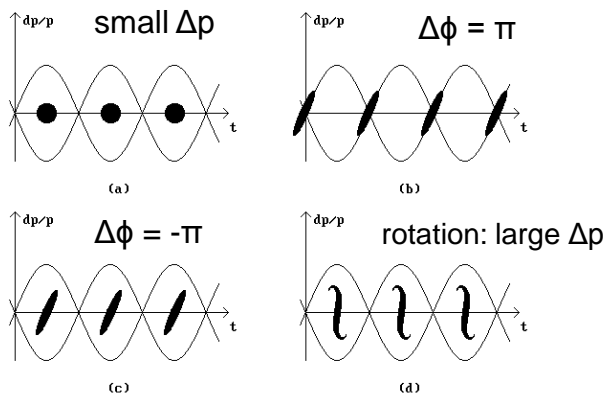 dp/p
small Δp
t
(a)
dp/p
Δϕ = π
t
(b)
dp/p
Δϕ = -π
t
(c)
dp/p
rotation: large Δp
t
(d)